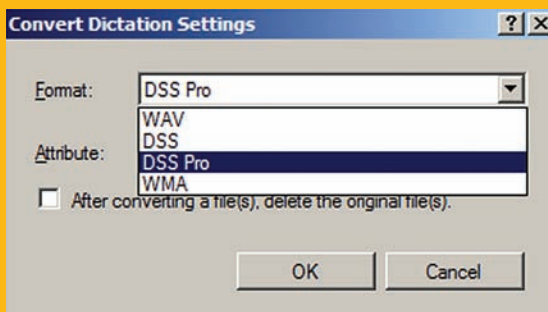 Convert Dictation Settings
Format: DSS Pro
WAV
DSS
Attribute: DSS Pro
WMA
After converting a file(s), delete the original file(s).
OK Cancel